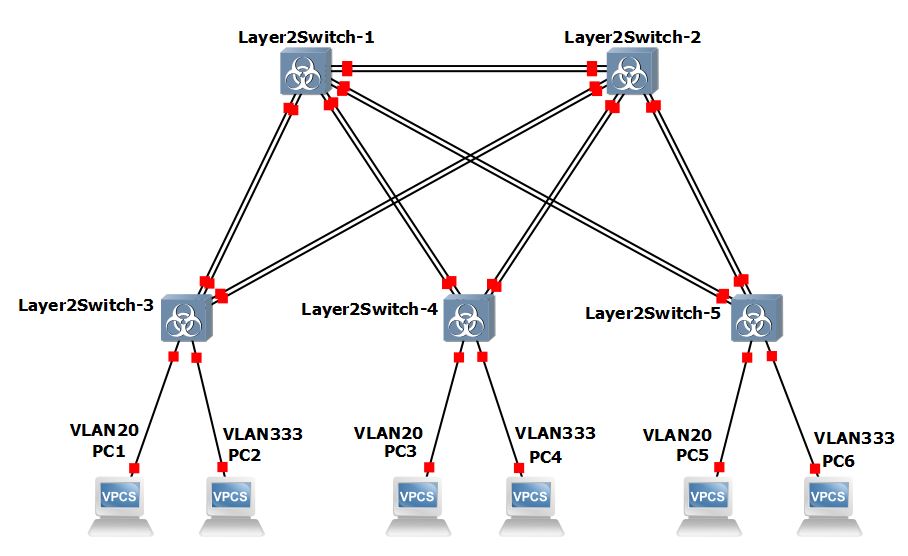 Layer2Switch-1
Layer2Switch-2
Layer2Switch-3
Layer2Switch-4
Layer2Switch-5
VLAN20
PC1
VLAN333
PC2
VLAN20
PC3
VLAN333
PC4
VLAN20
PC5
VLAN333
PC6
VPCS
VPCS
VPCS
VPCS
VPCS
VPCS